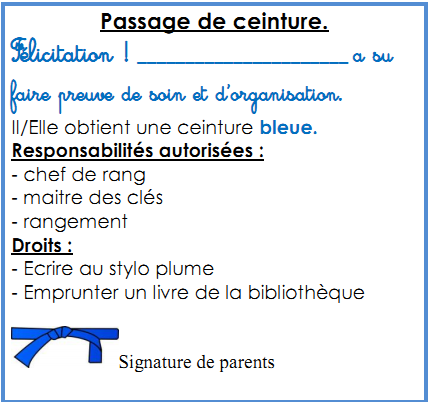 Passage de ceinture.
Félicitation ! ______________________ a su
faire preuve de soin et d'organisation.
Il/Elle obtient une ceinture bleue.
Responsabilités autorisées :
- chef de rang
- maitre des clés
- rangement
Droits :
- Ecrire au stylo plume
- Emprunter un livre de la bibliothèque
Signature de parents